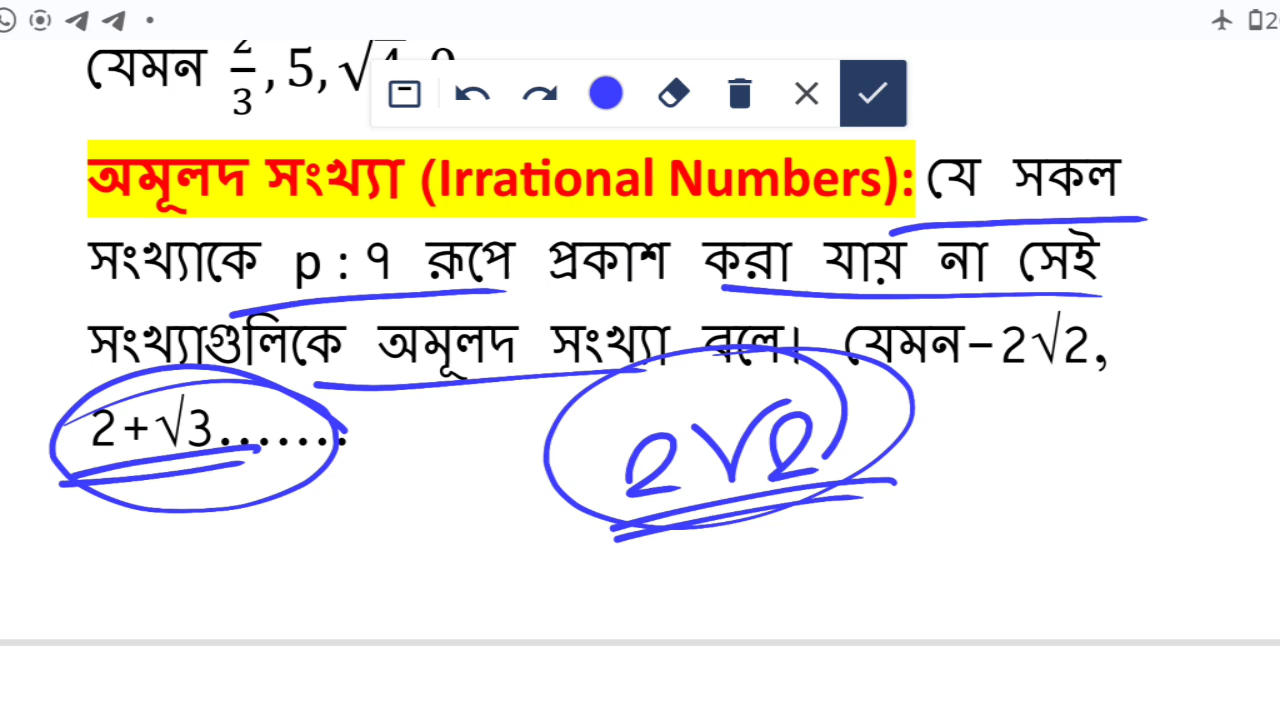 যেমন 2/3, 5, √4, 0
অমূলদ সংখ্যা (Irrational Numbers): যে সকল
সংখ্যাকে p : ৭ রূপে প্রকাশ করা যায় না সেই
সংখ্যাগুলিকে অমূলদ সংখ্যা বলে। যেমন-2√2,
2+√3.......
2√2